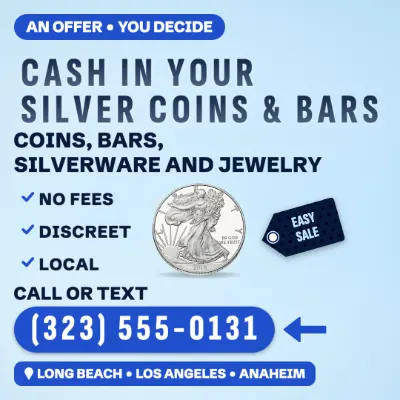 AN OFFER • YOU DECIDE
CASH IN YOUR
SILVER COINS & BARS
COINS, BARS,
SILVERWARE AND JEWELRY
NO FEES
DISCREET
LOCAL
EASY
SALE
CALL OR TEXT
(323) 555-0131
LONG BEACH • LOS ANGELES • ANAHEIM